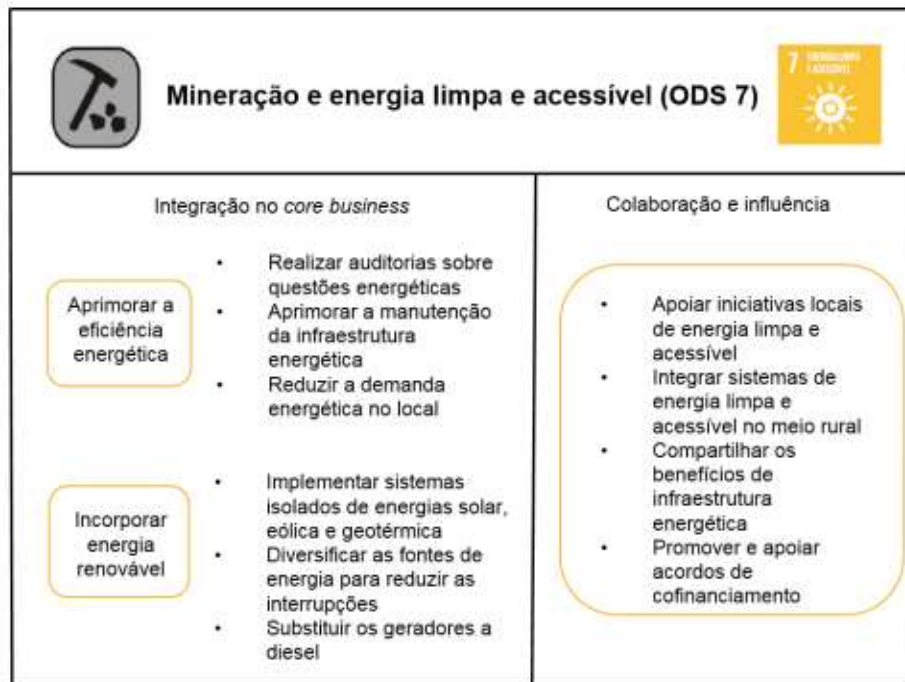 Mineração e energia limpa e acessível (ODS 7)
7 ENERGIA LIMPA
E ACESSÍVEL
Integração no core business
Aprimorar a
eficiência
energética
• Realizar auditorias sobre
questões energéticas
• Aprimorar a manutenção
da infraestrutura
energética
• Reduzir a demanda
energética no local
Incorporar
energia
renovável
• Implementar sistemas
isolados de energias solar,
eólica e geotérmica
• Diversificar as fontes de
energia para reduzir as
interrupções
• Substituir os geradores a
diesel
Colaboração e influência
• Apoiar iniciativas locais
de energia limpa e
acessível
• Integrar sistemas de
energia limpa e
acessível no meio rural
• Compartilhar os
benefícios de
infraestrutura
energética
• Promover e apoiar
acordos de
cofinanciamento